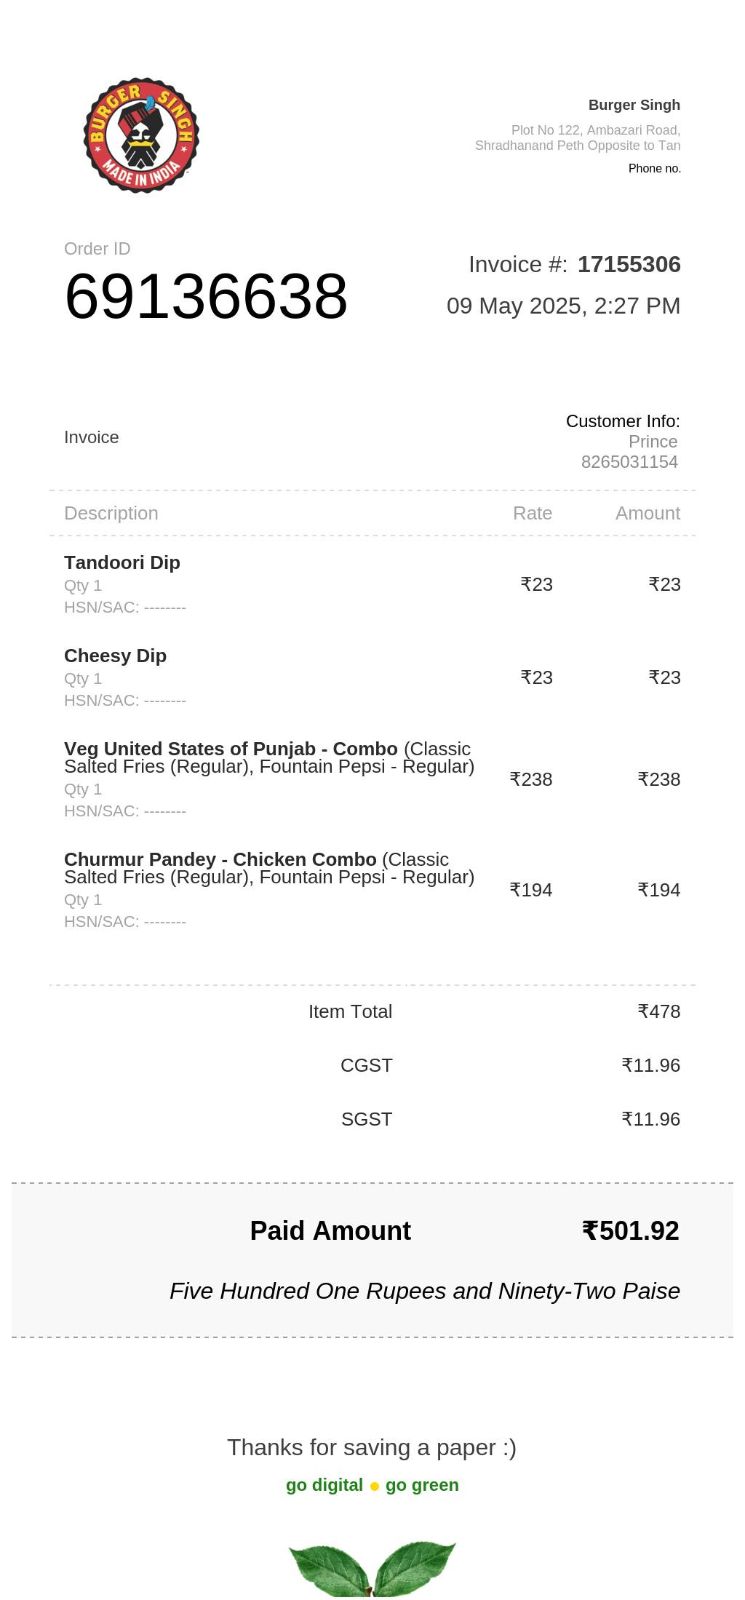 BURGER SINGH
MADE IN INDIA
Burger Singh
Plot No 122, Ambazari Road,
Shradhanand Peth Opposite to Tan
Phone no.
Order ID
69136638
Invoice #: 17155306
09 May 2025, 2:27 PM
Invoice
Customer Info:
Prince
8265031154
Description Rate Amount
Tandoori Dip
Qty 1
HSN/SAC: --------
₹23 ₹23
Cheesy Dip
Qty 1
HSN/SAC: --------
₹23 ₹23
Veg United States of Punjab - Combo (Classic
Salted Fries (Regular), Fountain Pepsi - Regular)
Qty 1
HSN/SAC: --------
₹238 ₹238
Churmur Pandey - Chicken Combo (Classic
Salted Fries (Regular), Fountain Pepsi - Regular)
Qty 1
HSN/SAC: --------
₹194 ₹194
Item Total ₹478
CGST ₹11.96
SGST ₹11.96
Paid Amount ₹501.92
Five Hundred One Rupees and Ninety-Two Paise
Thanks for saving a paper :)
go digital ● go green